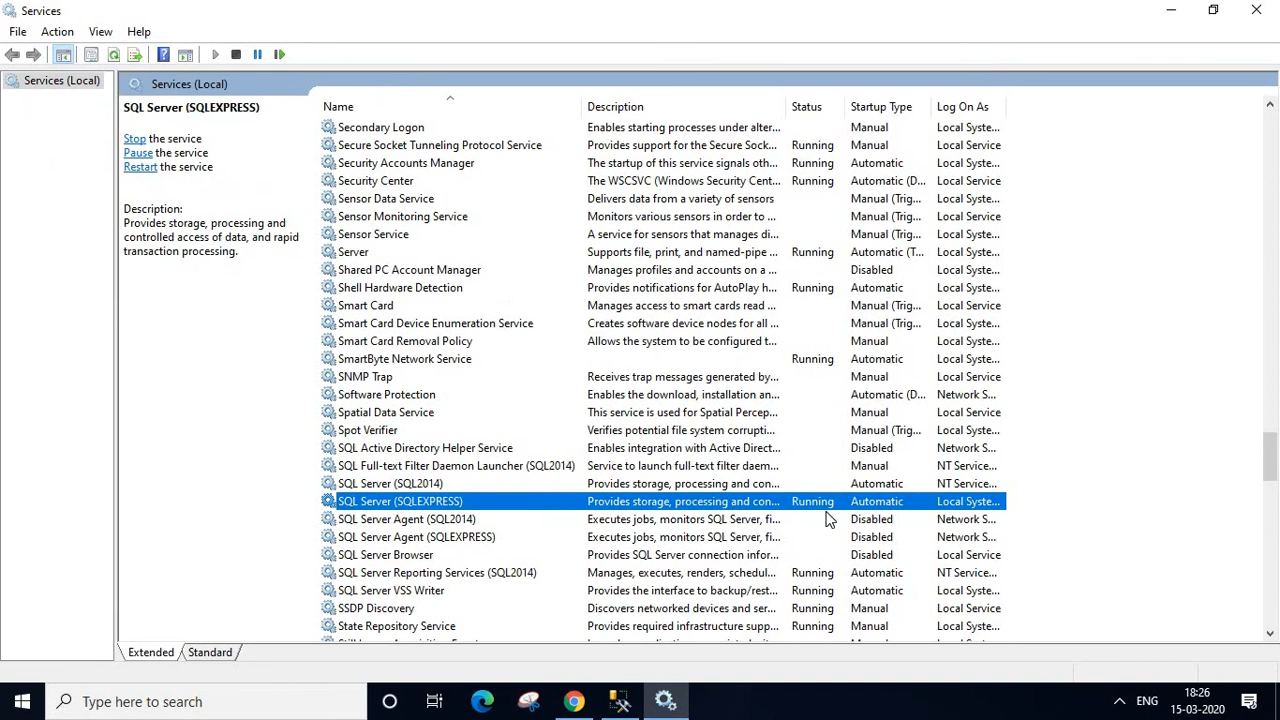 Services
File Action View Help
Services (Local)
Services (Local)
SQL Server (SQLEXPRESS)
Stop the service
Pause the service
Restart the service
Description:
Provides storage, processing and
controlled access of data, and rapid
transaction processing.
Name Description Status Startup Type Log On As
Secondary Logon Enables starting processes under alter... Manual Local Syste...
Secure Socket Tunneling Protocol Service Provides support for the Secure Sock... Running Manual Local Service
Security Accounts Manager The startup of this service signals oth... Running Automatic Local Syste...
Security Center The WSCSVC (Windows Security Cent... Running Automatic (D... Local Service
Sensor Data Service Delivers data from a variety of sensors Manual (Trig... Local Syste...
Sensor Monitoring Service Monitors various sensors in order to ... Manual (Trig... Local Service
Sensor Service A service for sensors that manages di... Manual (Trig... Local Syste...
Server Supports file, print, and named-pipe ... Running Automatic (T... Local Syste...
Shared PC Account Manager Manages profiles and accounts on a ... Disabled Local Syste...
Shell Hardware Detection Provides notifications for AutoPlay h... Running Automatic Local Syste...
Smart Card Manages access to smart cards read ... Manual (Trig... Local Service
Smart Card Device Enumeration Service Creates software device nodes for all ... Manual (Trig... Local Syste...
Smart Card Removal Policy Allows the system to be configured t... Manual Local Syste...
SmartByte Network Service Running Automatic Local Syste...
SNMP Trap Receives trap messages generated by... Manual Local Service
Software Protection Enables the download, installation an... Automatic (D... Network S...
Spatial Data Service This service is used for Spatial Percep... Manual Local Service
Spot Verifier Verifies potential file system corrupti... Manual (Trig... Local Syste...
SQL Active Directory Helper Service Enables integration with Active Direct... Disabled Network S...
SQL Full-text Filter Daemon Launcher (SQL2014) Service to launch full-text filter daem... Manual NT Service...
SQL Server (SQL2014) Provides storage, processing and con... Automatic NT Service...
SQL Server (SQLEXPRESS) Provides storage, processing and con... Running Automatic Local Syste...
SQL Server Agent (SQL2014) Executes jobs, monitors SQL Server, fi... Disabled Network S...
SQL Server Agent (SQLEXPRESS) Executes jobs, monitors SQL Server, fi... Disabled Network S...
SQL Server Browser Provides SQL Server connection infor... Disabled Local Service
SQL Server Reporting Services (SQL2014) Manages, executes, renders, schedul... Running Automatic NT Service...
SQL Server VSS Writer Provides the interface to backup/rest... Running Automatic Local Syste...
SSDP Discovery Discovers networked devices and ser... Running Manual Local Service
State Repository Service Provides required infrastructure supp... Running Manual Local Syste...
Extended Standard
Type here to search
ENG
18:26
15-03-2020